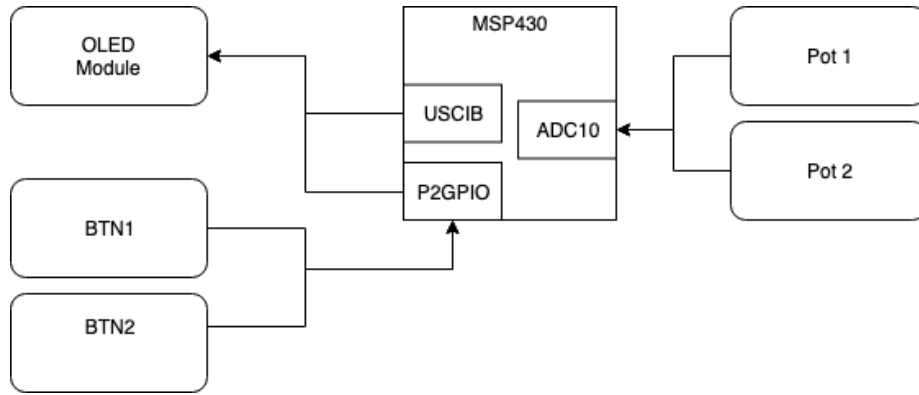 OLED
Module
MSP430
Pot 1
USCIB
ADC10
Pot 2
P2GPIO
BTN1
BTN2